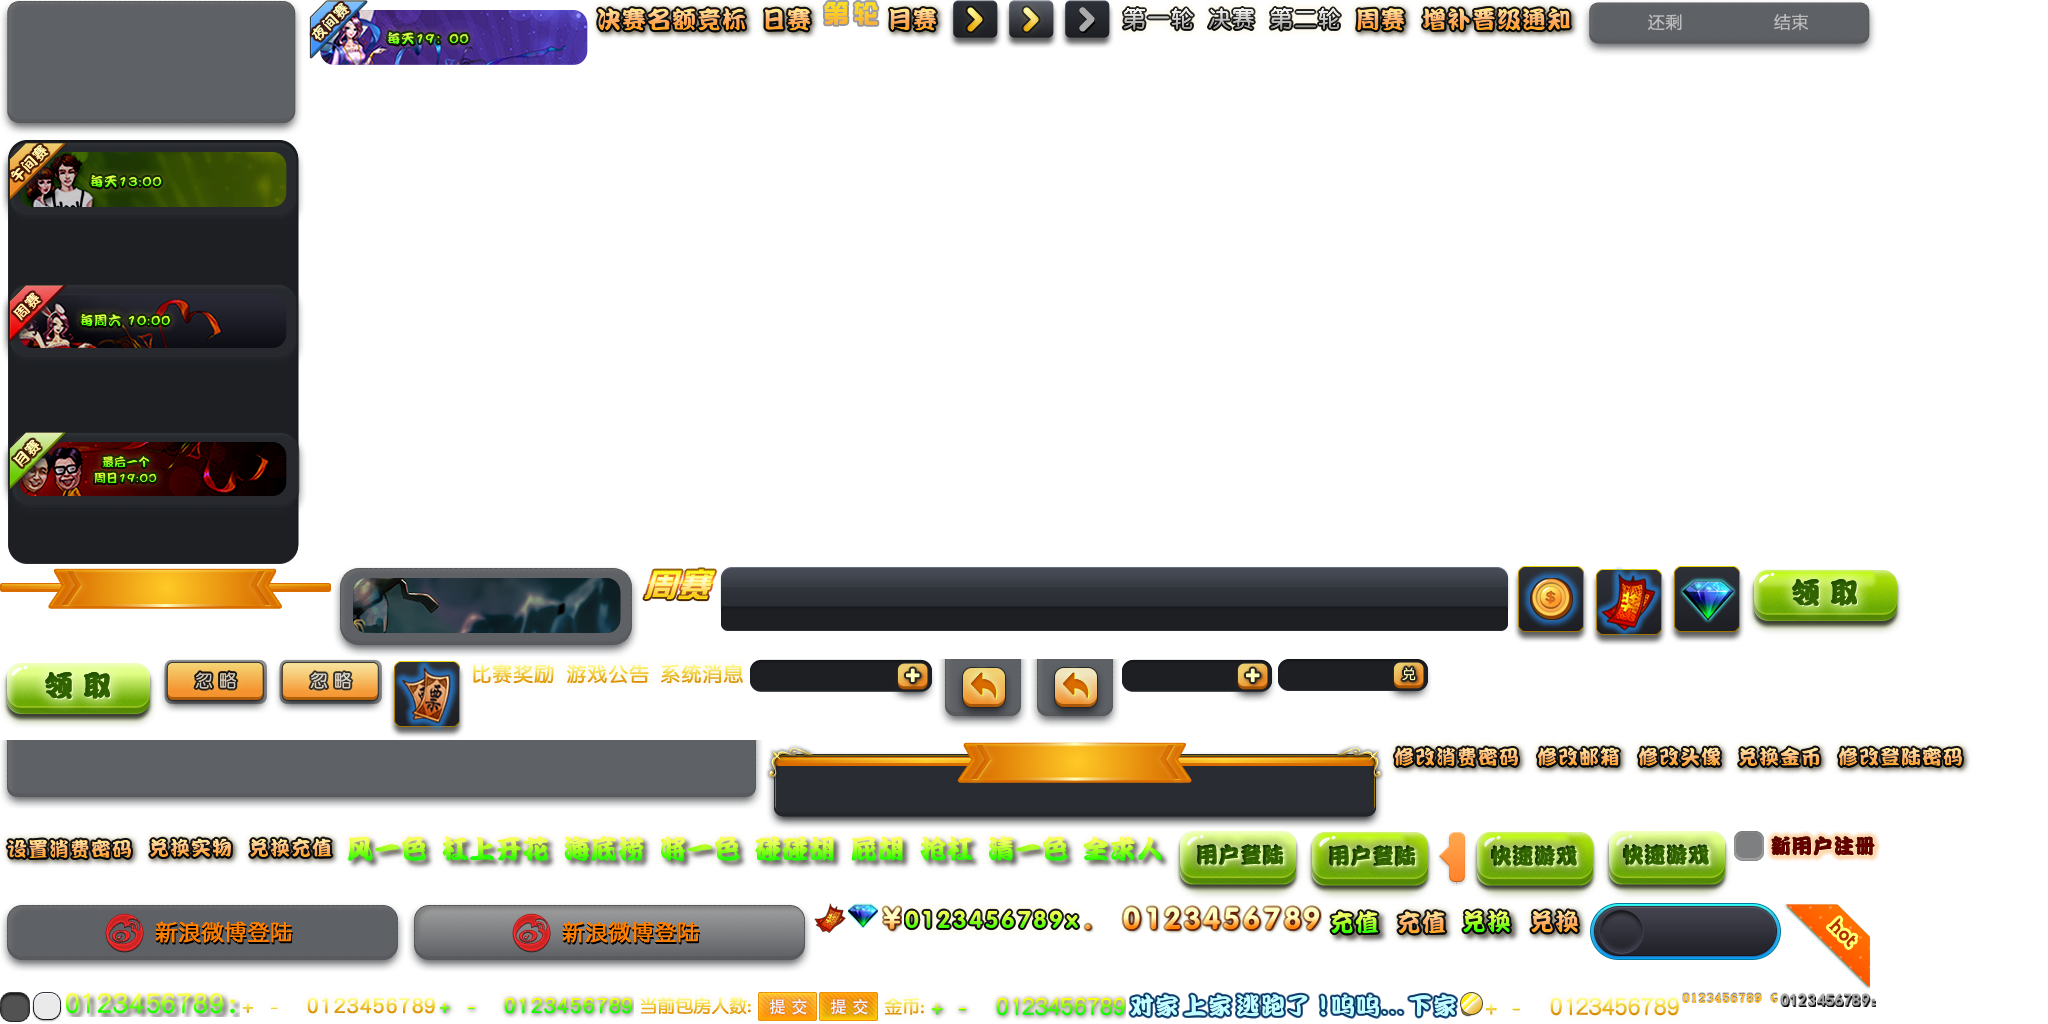 夜间赛 每天19：00 决赛名额竞标 日赛 第 轮 月赛 第一轮 决赛 第二轮 周赛 增补晋级通知 还剩 结束
午间赛 每天13:00
周赛 每周六 10:00
月赛 最后一个
周日19:00
周赛 领取
领取 忽略 忽略 票 比赛奖励 游戏公告 系统消息 兑
修改消费密码 修改邮箱 修改头像 兑换金币 修改登陆密码
设置消费密码 兑换实物 兑换充值 风一色 杠上开花 海底捞 将一色 碰碰胡 屁胡 抢杠 清一色 全求人 用户登陆 用户登陆 快速游戏 快速游戏 新用户注册
新浪微博登陆 新浪微博登陆 ¥0123456789x. 0123456789 充值 充值 兑换 兑换 hot
0123456789:+ - 0123456789+ - 0123456789 当前包房人数: 提交 提交 金币: + - 0123456789 对家 上家 逃跑了！呜呜... 下家 + - 0123456789 0123456789 0123456789: